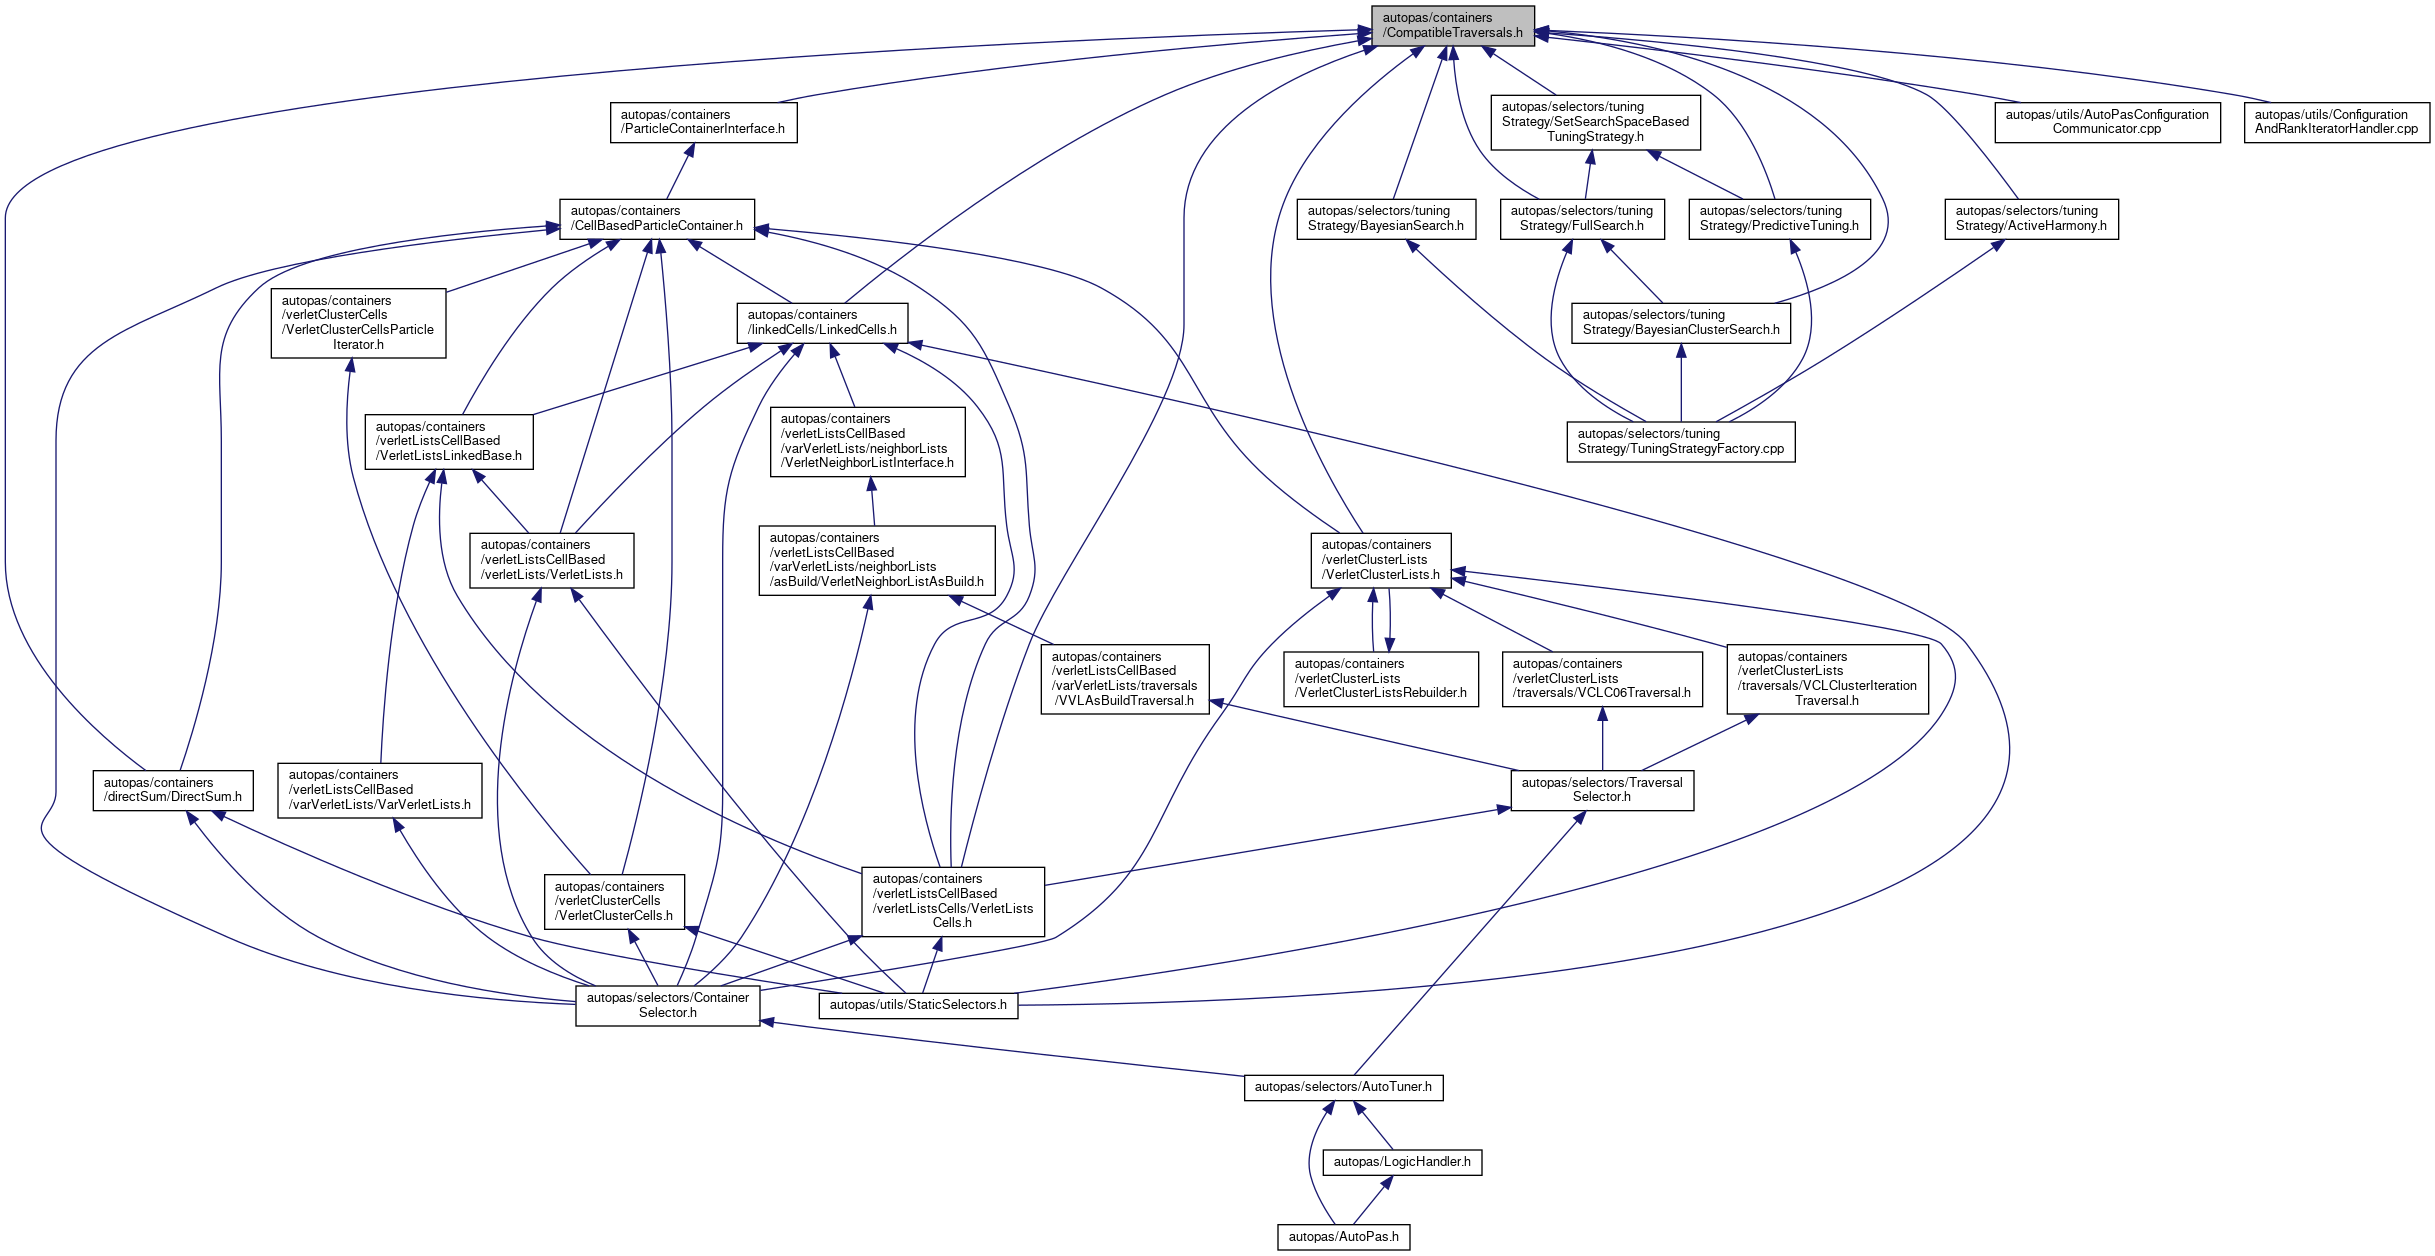 autopas/containers
/CompatibleTraversals.h
autopas/containers
/ParticleContainerInterface.h
autopas/selectors/tuning
Strategy/SetSearchSpaceBased
TuningStrategy.h
autopas/utils/AutoPasConfiguration
Communicator.cpp
autopas/utils/Configuration
AndRankIteratorHandler.cpp
autopas/containers
/CellBasedParticleContainer.h
autopas/selectors/tuning
Strategy/BayesianSearch.h
autopas/selectors/tuning
Strategy/FullSearch.h
autopas/selectors/tuning
Strategy/PredictiveTuning.h
autopas/selectors/tuning
Strategy/ActiveHarmony.h
autopas/containers
/verletClusterCells
/VerletClusterCellsParticle
Iterator.h
autopas/containers
/linkedCells/LinkedCells.h
autopas/selectors/tuning
Strategy/BayesianClusterSearch.h
autopas/containers
/verletListsCellBased
/VerletListsLinkedBase.h
autopas/containers
/verletListsCellBased
/varVerletLists/neighborLists
/VerletNeighborListInterface.h
autopas/selectors/tuning
Strategy/TuningStrategyFactory.cpp
autopas/containers
/verletListsCellBased
/verletLists/VerletLists.h
autopas/containers
/verletListsCellBased
/varVerletLists/neighborLists
/asBuild/VerletNeighborListAsBuild.h
autopas/containers
/verletClusterLists
/VerletClusterLists.h
autopas/containers
/verletListsCellBased
/varVerletLists/traversals
/VVLAsBuildTraversal.h
autopas/containers
/verletClusterLists
/VerletClusterListsRebuilder.h
autopas/containers
/verletClusterLists
/traversals/VCLC06Traversal.h
autopas/containers
/verletClusterLists
/traversals/VCLClusterIteration
Traversal.h
autopas/containers
/directSum/DirectSum.h
autopas/containers
/verletListsCellBased
/varVerletLists/VarVerletLists.h
autopas/selectors/Traversal
Selector.h
autopas/containers
/verletClusterCells
/VerletClusterCells.h
autopas/containers
/verletListsCellBased
/verletListsCells/VerletLists
Cells.h
autopas/selectors/Container
Selector.h
autopas/utils/StaticSelectors.h
autopas/selectors/AutoTuner.h
autopas/LogicHandler.h
autopas/AutoPas.h